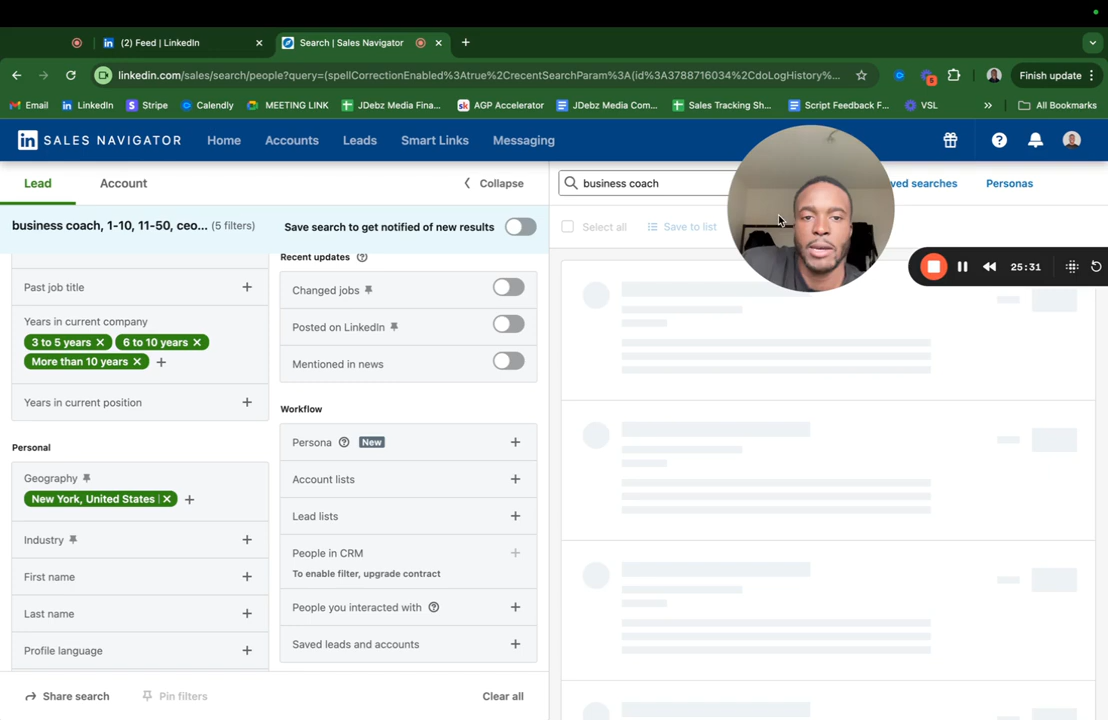 (2) Feed | LinkedIn
Search | Sales Navigator
linkedin.com/sales/search/people?query=(spellCorrectionEnabled%3Atrue%2CrecentSearchParam%3A(id%3A3788716034%2CdoLogHistory%...
Finish update
Email
LinkedIn
Stripe
Calendly
MEETING LINK
JDebz Media Fina...
AGP Accelerator
JDebz Media Com...
Sales Tracking Sh...
Script Feedback F...
VSL
»
All Bookmarks
in SALES NAVIGATOR
Home
Accounts
Leads
Smart Links
Messaging
Lead
Account
Collapse
business coach
ved searches
Personas
business coach, 1-10, 11-50, ceo... (5 filters)
Save search to get notified of new results
Select all
Save to list
25:31
Past job title
Years in current company
3 to 5 years
6 to 10 years
More than 10 years
Years in current position
Personal
Geography
New York, United States
Industry
First name
Last name
Profile language
Recent updates
Changed jobs
Posted on LinkedIn
Mentioned in news
Workflow
Persona New
Account lists
Lead lists
People in CRM
To enable filter, upgrade contract
People you interacted with
Saved leads and accounts
Share search
Pin filters
Clear all